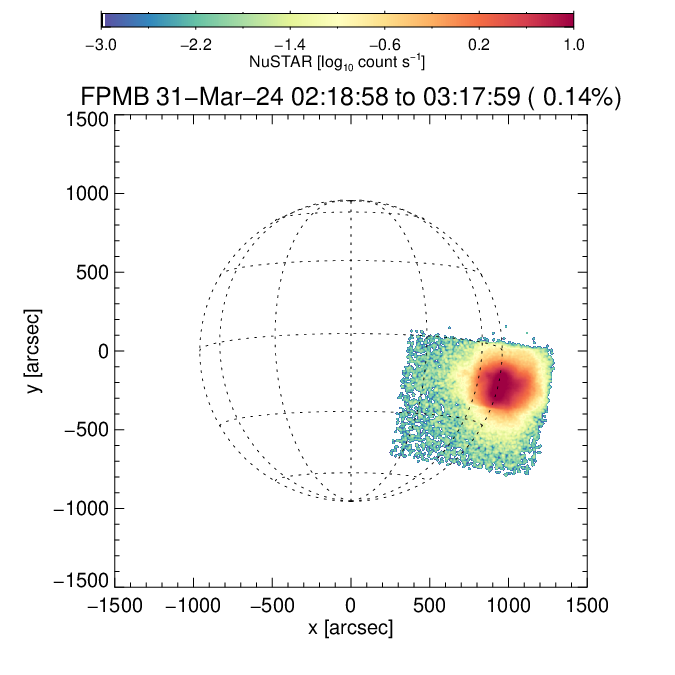 −3.0 −2.2 −1.4 −0.6 0.2 1.0
NuSTAR [log₁₀ count s⁻¹]
FPMB 31−Mar−24 02:18:58 to 03:17:59 ( 0.14%)
1500
1000
500
0
−500
−1000
−1500
y [arcsec]
−1500 −1000 −500 0 500 1000 1500
x [arcsec]